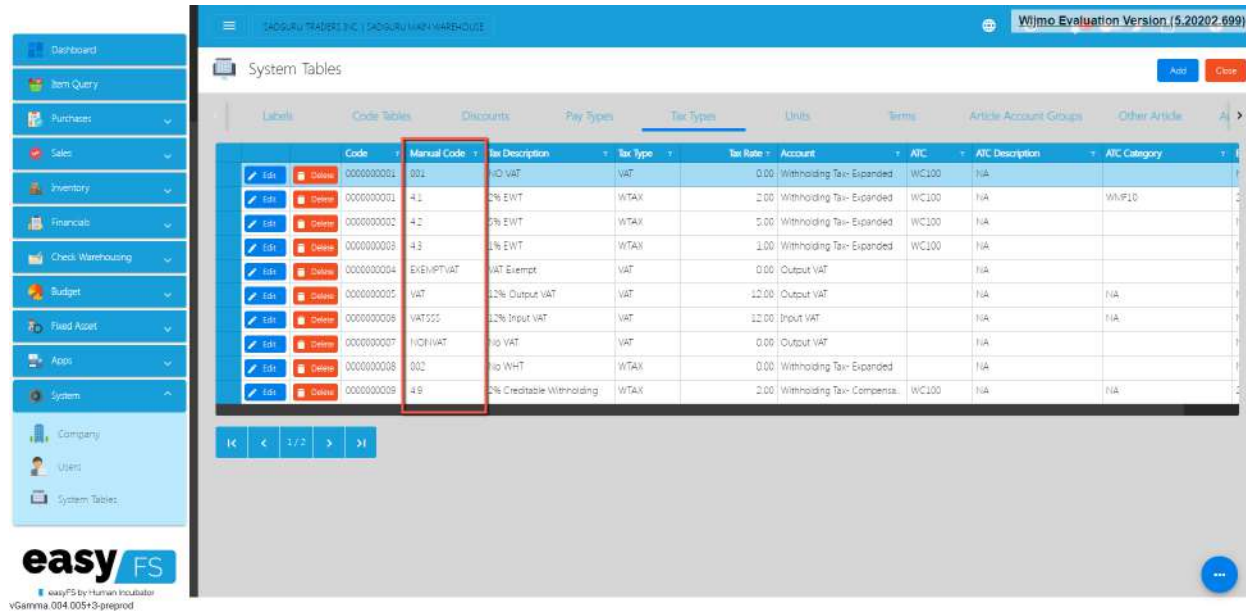 SADGURU TRADERS INC. | SADGURU MAIN WAREHOUSE
Wijmo Evaluation Version (5.20202.699)
Dashboard
Item Query
Purchases
Sales
Inventory
Financials
Check Warehousing
Budget
Fixed Asset
Apps
System
Company
Users
System Tables
easy FS
easyFS by Human Incubator
vGamma.004.005+3-preprod
System Tables
Add Close
Labels Code Tables Discounts Pay Types Tax Types Units Terms Article Account Groups Other Article
Code Manual Code Tax Description Tax Type Tax Rate Account ATC ATC Description ATC Category
Edit Delete 0000000001 001 NO VAT VAT 0.00 Withholding Tax- Expanded WC100 NA
Edit Delete 0000000001 4.1 2% EWT WTAX 2.00 Withholding Tax- Expanded WC100 NA WMF10
Edit Delete 0000000002 4.2 5% EWT WTAX 5.00 Withholding Tax- Expanded WC100 NA
Edit Delete 0000000003 4.3 1% EWT WTAX 1.00 Withholding Tax- Expanded WC100 NA
Edit Delete 0000000004 EXEMPTVAT VAT Exempt VAT 0.00 Output VAT NA
Edit Delete 0000000005 VAT 12% Output VAT VAT 12.00 Output VAT NA NA
Edit Delete 0000000006 VATSSS 12% Input VAT VAT 12.00 Input VAT NA NA
Edit Delete 0000000007 NONVAT No VAT VAT 0.00 Output VAT NA
Edit Delete 0000000008 002 No WHT WTAX 0.00 Withholding Tax- Expanded NA
Edit Delete 0000000009 4.9 2% Creditable Withholding WTAX 2.00 Withholding Tax- Compensa... WC100 NA NA
1 / 2